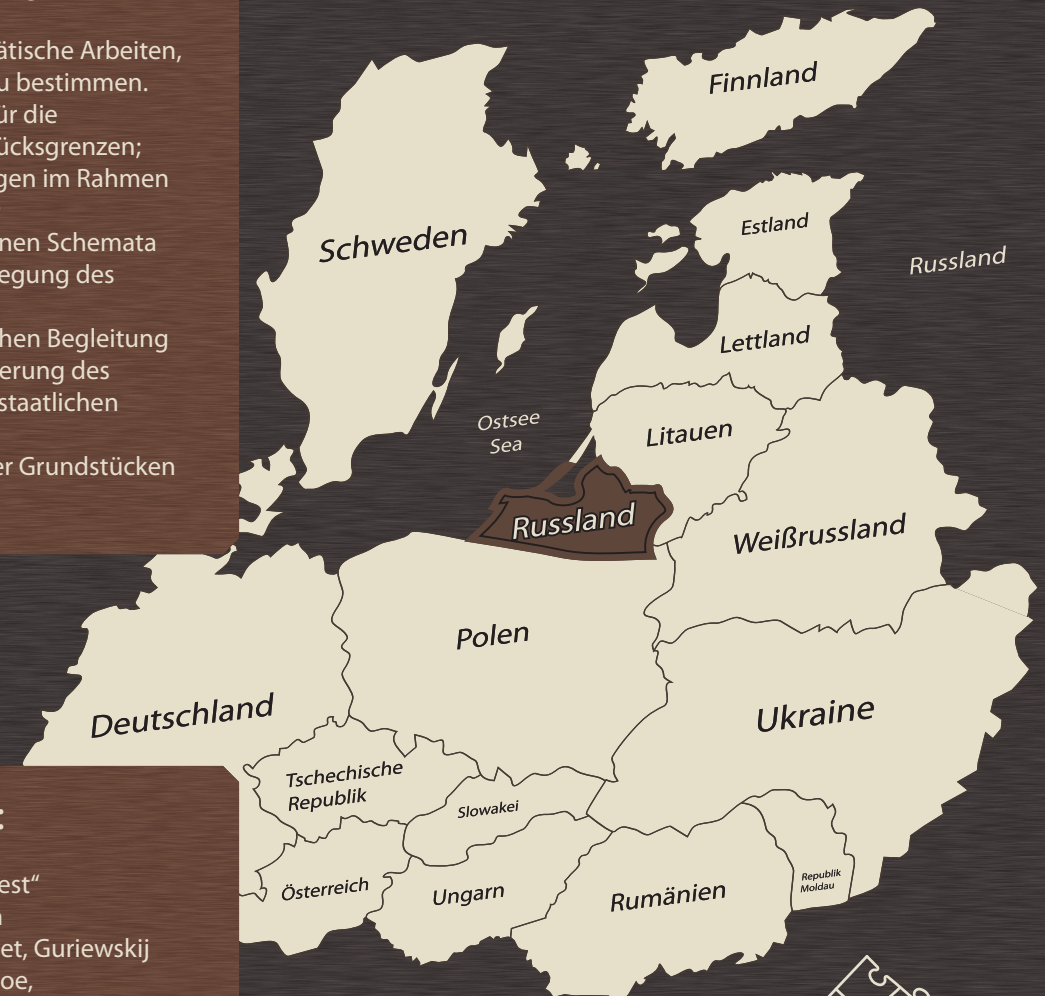 ätische Arbeiten,
u bestimmen.
ür die
ücksgrenzen;
gen im Rahmen
nen Schemata
egung des
hen Begleitung
erung des
staatlichen
er Grundstücken
:
est“
et, Guriewskij
oe,
Finnland
Schweden
Estland
Russland
Lettland
Ostsee
Sea
Litauen
Russland
Weißrussland
Polen
Deutschland
Ukraine
Tschechische
Republik
Slowakei
Österreich
Ungarn
Rumänien
Republik
Moldau